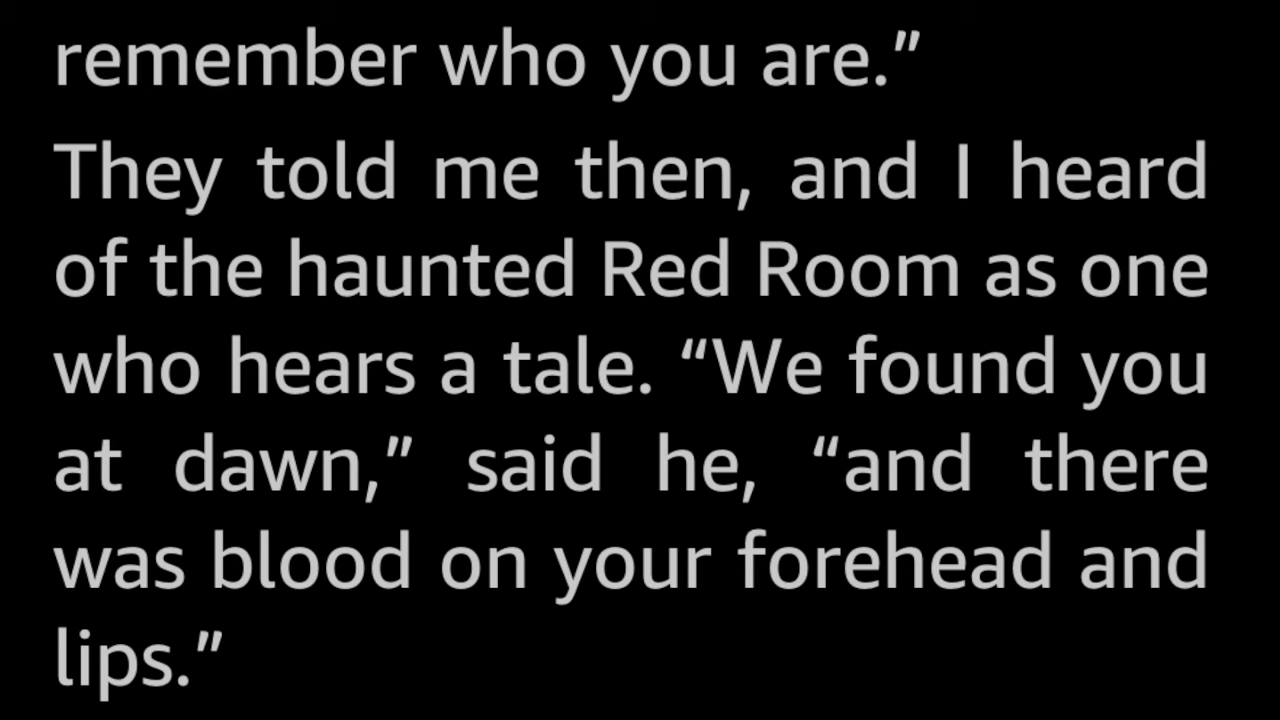 remember who you are.”
They told me then, and I heard
of the haunted Red Room as one
who hears a tale. “We found you
at dawn,” said he, “and there
was blood on your forehead and
lips.”